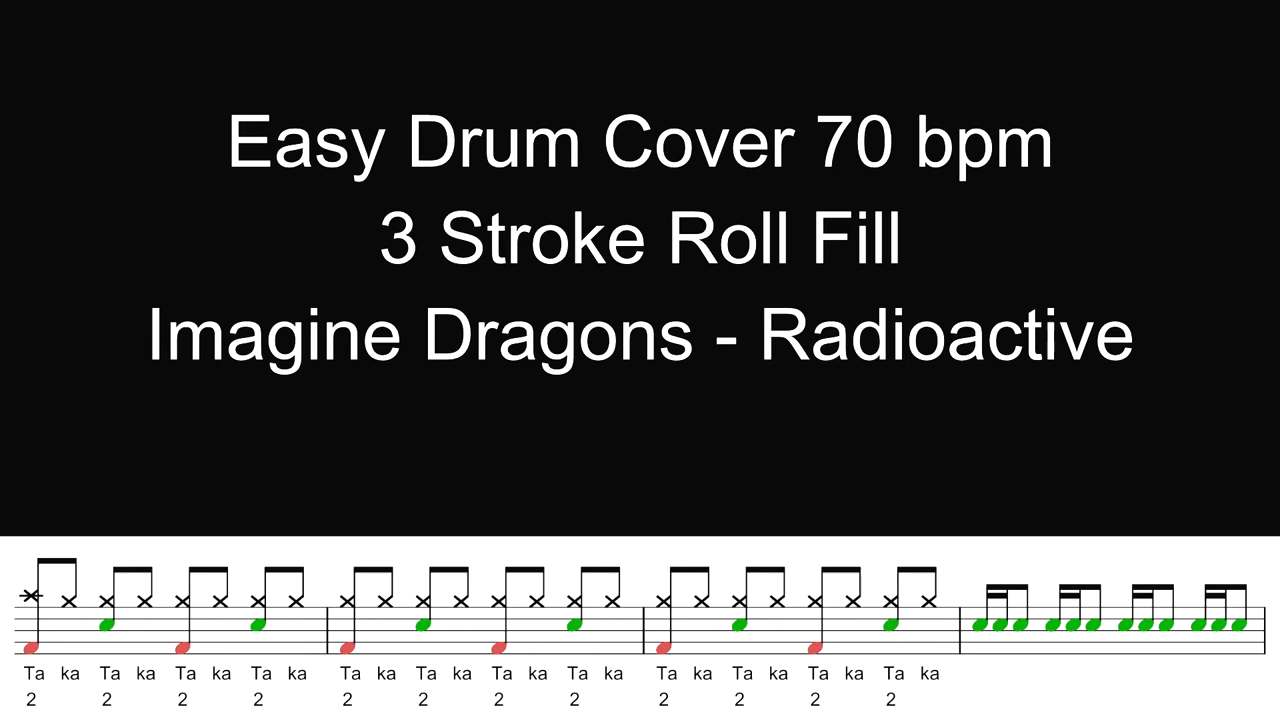 Easy Drum Cover 70 bpm
3 Stroke Roll Fill
Imagine Dragons - Radioactive
Ta ka Ta ka Ta ka Ta ka Ta ka Ta ka Ta ka Ta ka Ta ka Ta ka Ta ka Ta ka
2 2 2 2 2 2 2 2 2 2 2 2